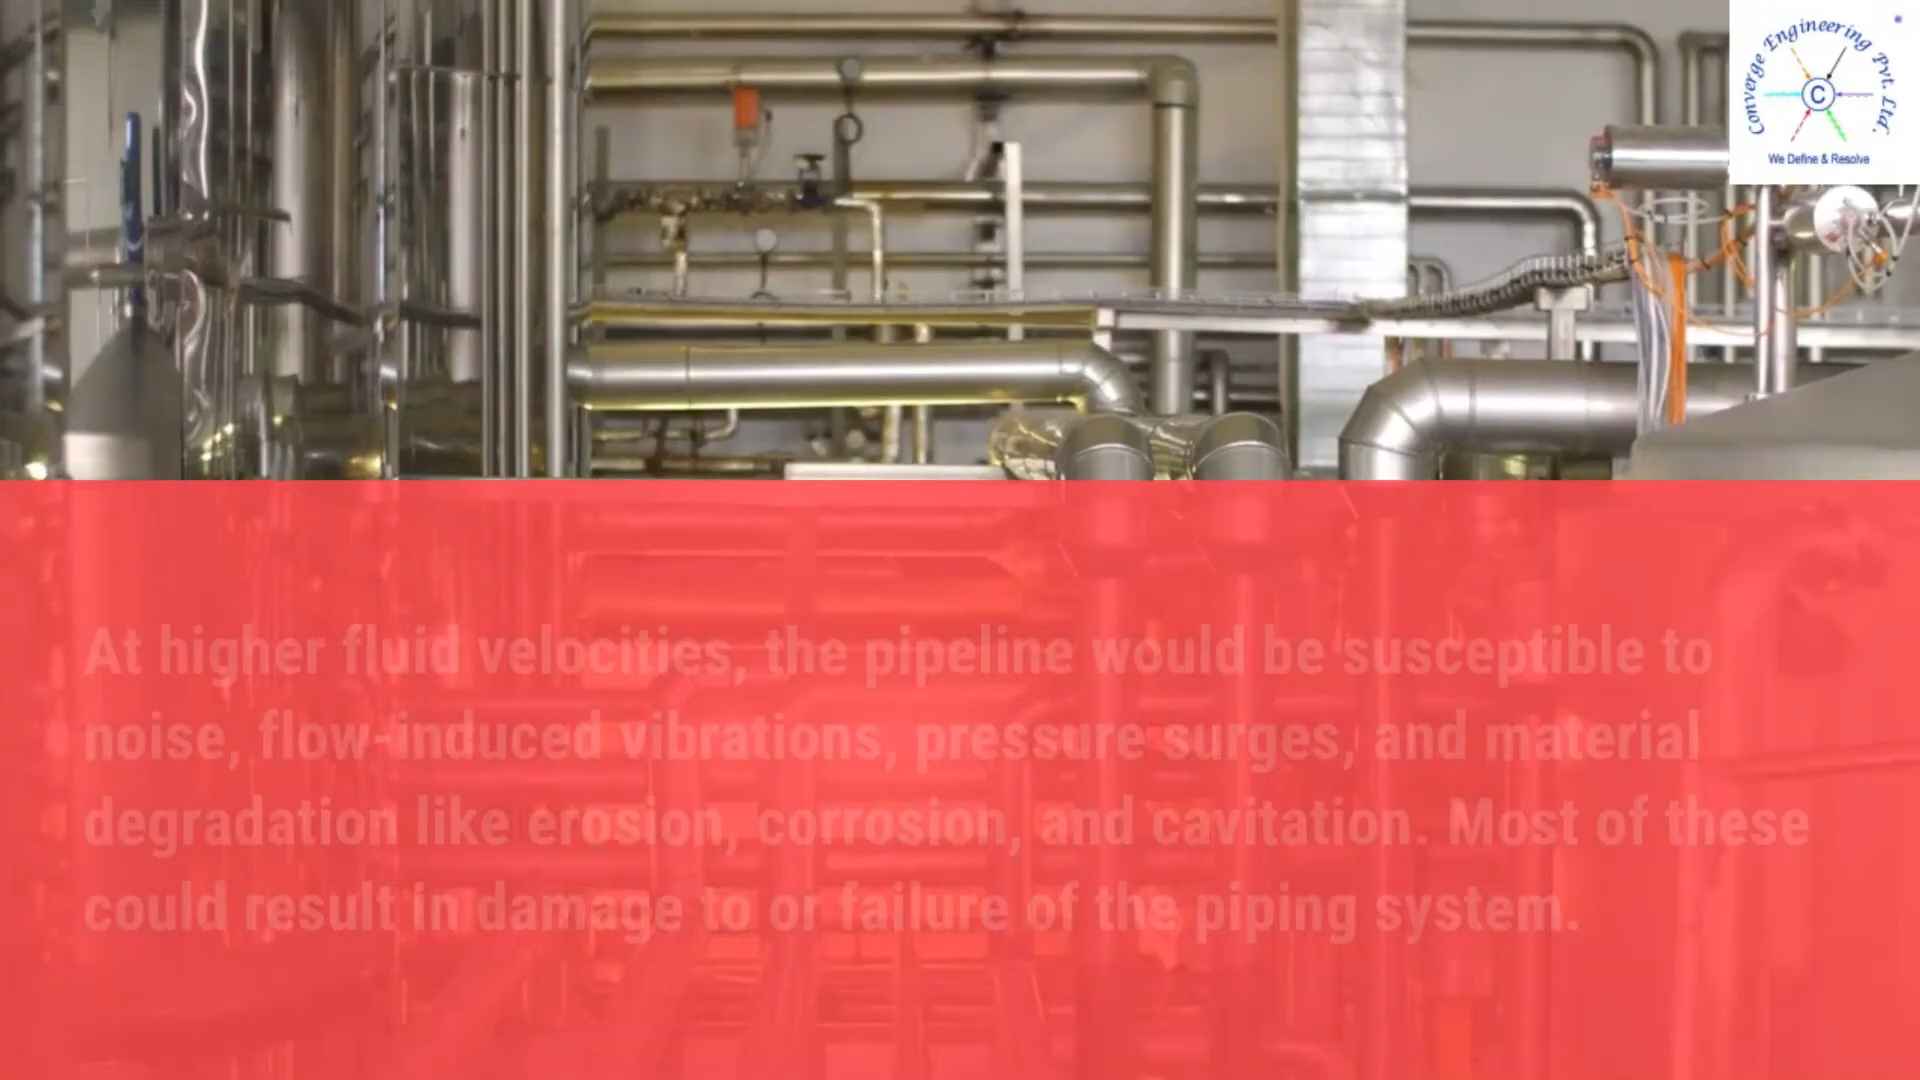 Converge Engineering Pvt. Ltd.
C
We Define & Resolve
At higher fluid velocities, the pipeline would be susceptible to
noise, flow-induced vibrations, pressure surges, and material
degradation like erosion, corrosion, and cavitation. Most of these
could result in damage to or failure of the piping system.